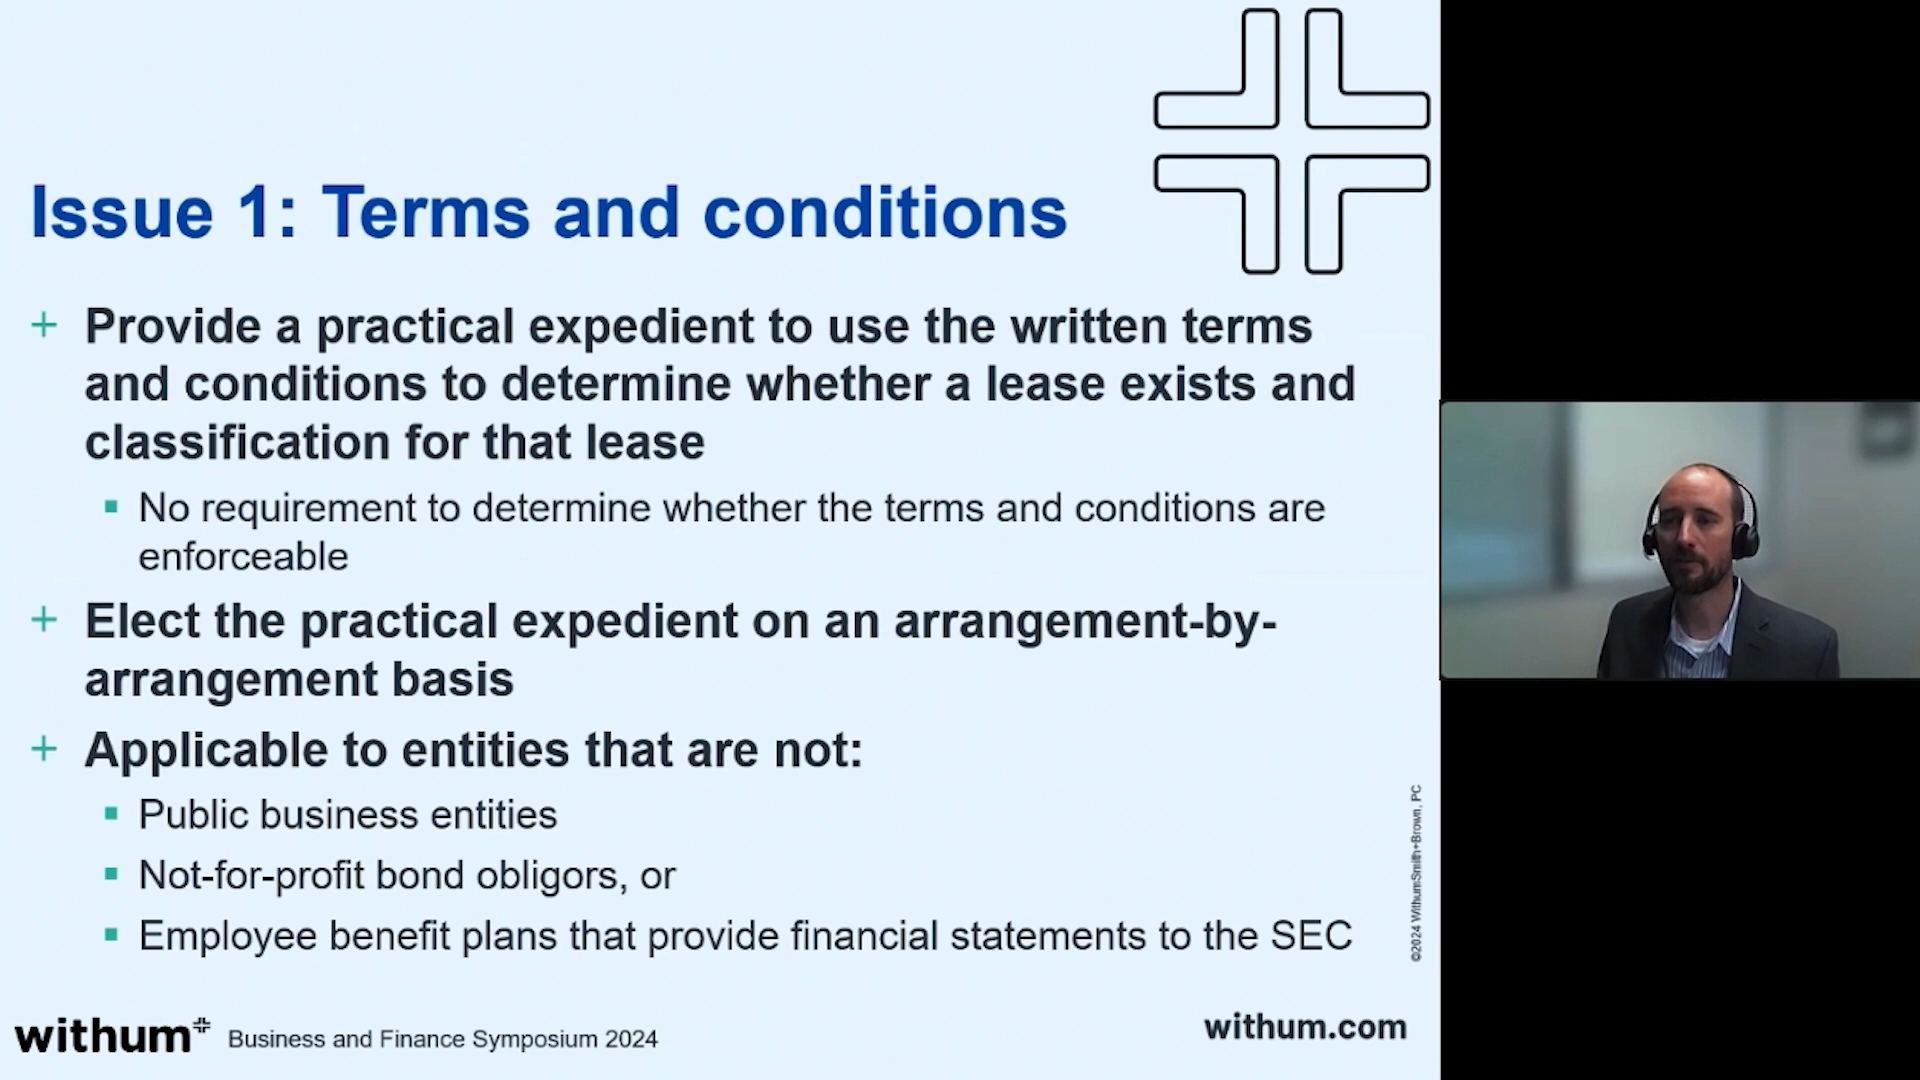 Issue 1: Terms and conditions
+ Provide a practical expedient to use the written terms
and conditions to determine whether a lease exists and
classification for that lease
▪ No requirement to determine whether the terms and conditions are
enforceable
+ Elect the practical expedient on an arrangement-by-
arrangement basis
+ Applicable to entities that are not:
▪ Public business entities
▪ Not-for-profit bond obligors, or
▪ Employee benefit plans that provide financial statements to the SEC
©2024 WithumSmith+Brown, PC
withum Business and Finance Symposium 2024
withum.com